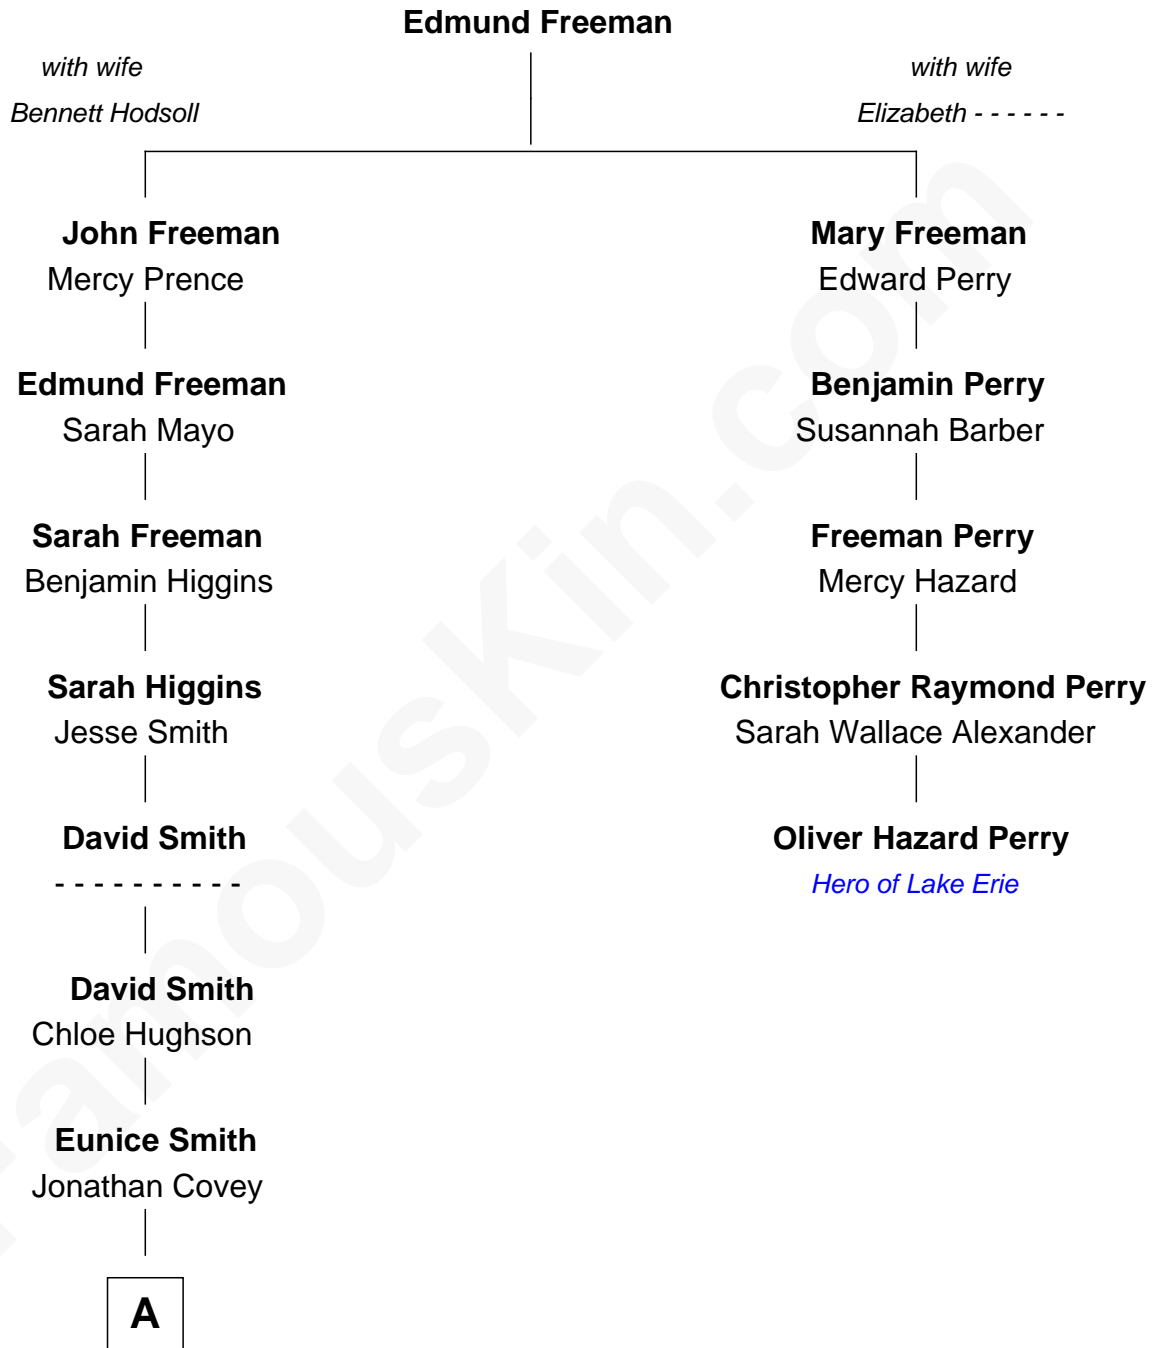 Edmund Freeman
with wife
Bennett Hodsoll
with wife
Elizabeth - - - - - -
John Freeman
Mercy Prence
Mary Freeman
Edward Perry
Edmund Freeman
Sarah Mayo
Benjamin Perry
Susannah Barber
Sarah Freeman
Benjamin Higgins
Freeman Perry
Mercy Hazard
Sarah Higgins
Jesse Smith
Christopher Raymond Perry
Sarah Wallace Alexander
David Smith
- - - - - - - - - -
Oliver Hazard Perry
Hero of Lake Erie
David Smith
Chloe Hughson
Eunice Smith
Jonathan Covey
A
FamousKin.com